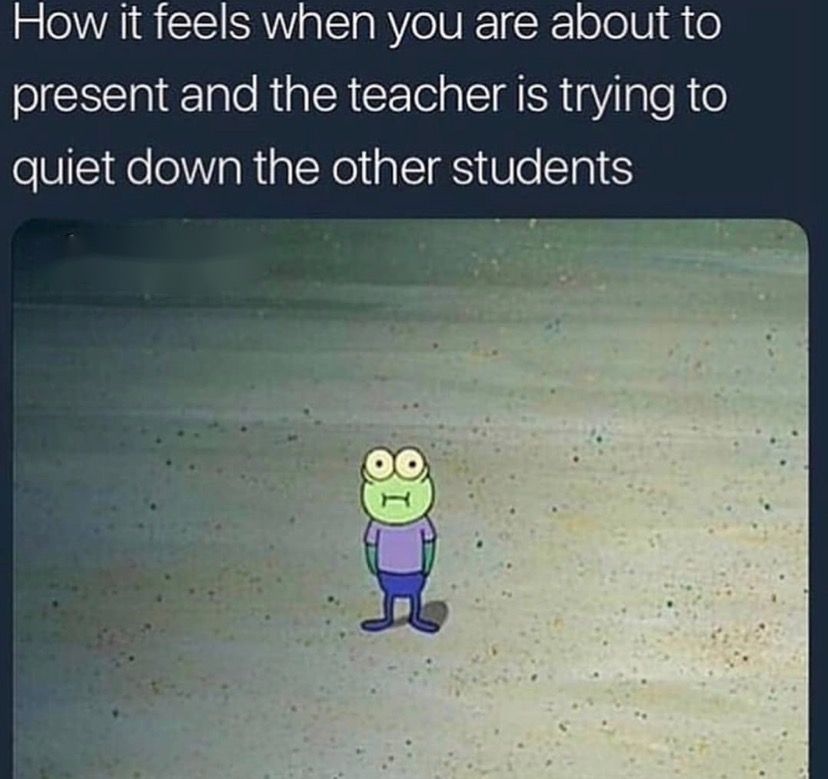 How it feels when you are about to
present and the teacher is trying to
quiet down the other students